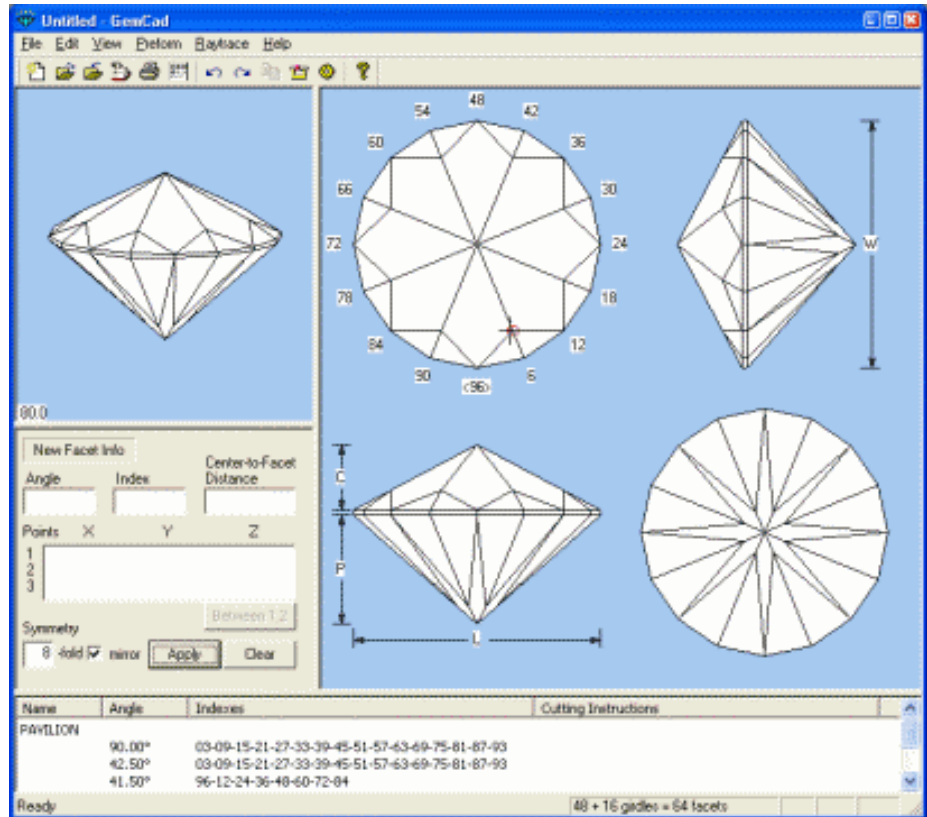 Untitled - GemCad
File Edit View Preform Raytrace Help
80.0
48
54 42
60 36
66 30
72 24
78 18
84 12
90 6
<96>
W
C
P
L
New Facet Info
Angle Index Center-to-Facet Distance
Points X Y Z
1
2
3
Between 1,2
Symmetry
8 -fold mirror Apply Clear
Name Angle Indexes Cutting Instructions
PAVILION
90.00° 03-09-15-21-27-33-39-45-51-57-63-69-75-81-87-93
42.50° 03-09-15-21-27-33-39-45-51-57-63-69-75-81-87-93
41.50° 96-12-24-36-48-60-72-84
Ready 48 + 16 girdles = 64 facets